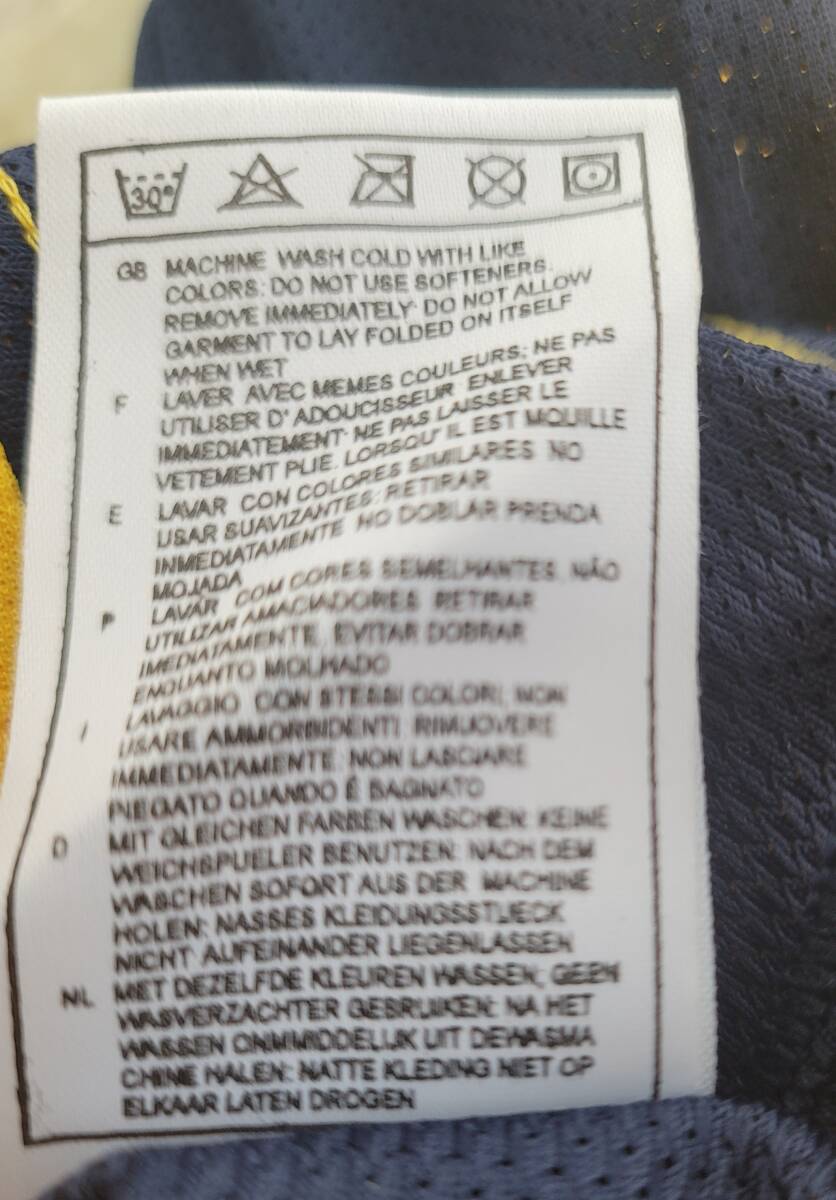 30°
GB MACHINE WASH COLD WITH LIKE
COLORS: DO NOT USE SOFTENERS.
REMOVE IMMEDIATELY: DO NOT ALLOW
GARMENT TO LAY FOLDED ON ITSELF
WHEN WET
F LAVER AVEC MEMES COULEURS; NE PAS
UTILISER D' ADOUCISSEUR ENLEVER
IMMEDIATEMENT: NE PAS LAISSER LE
VETEMENT PLIE. LORSQU' IL EST MOUILLE
E LAVAR CON COLORES SIMILARES NO
USAR SUAVIZANTES: RETIRAR
INMEDIATAMENTE NO DOBLAR PRENDA
MOJADA
P LAVAR COM CORES SEMELHANTES. NÃO
UTILIZAR AMACIADORES RETIRAR
IMEDIATAMENTE. EVITAR DOBRAR
ENQUANTO MOLHADO
I LAVAGGIO CON STESSI COLORI; NON
USARE AMMORBIDENTI RIMUOVERE
IMMEDIATAMENTE: NON LASCIARE
PIEGATO QUANDO É BAGNATO
D MIT GLEICHEN FARBEN WASCHEN: KEINE
WEICHSPUELER BENUTZEN: NACH DEM
WASCHEN SOFORT AUS DER MACHINE
HOLEN: NASSES KLEIDUNGSSTUECK
NICHT AUFEINANDER LIEGENLASSEN
NL MET DEZELFDE KLEUREN WASSEN; GEEN
WASVERZACHTER GEBRUIKEN: NA HET
WASSEN ONMMIDDELIJK UIT DEWASMA
CHINE HALEN: NATTE KLEDING NIET OP
ELKAAR LATEN DROGEN